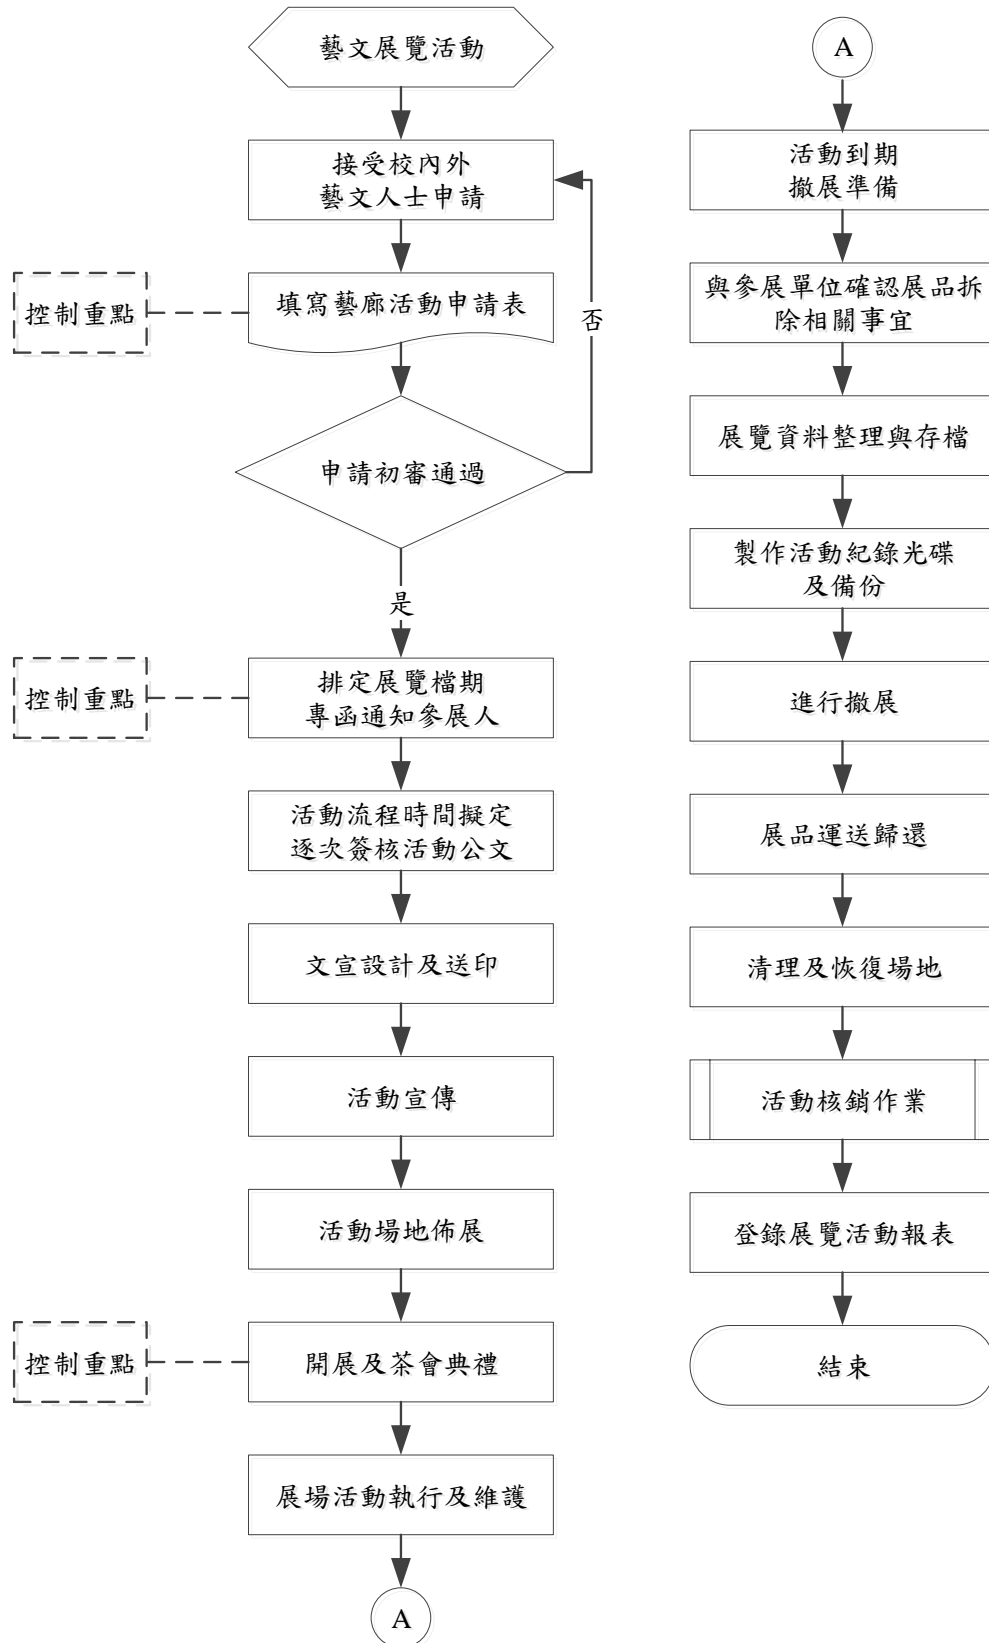 藝文展覽活動
接受校內外
藝文人士申請
控制重點
填寫藝廊活動申請表
否
申請初審通過
是
控制重點
排定展覽檔期
專函通知參展人
活動流程時間擬定
逐次簽核活動公文
文宣設計及送印
活動宣傳
活動場地佈展
控制重點
開展及茶會典禮
展場活動執行及維護
A
A
活動到期
撤展準備
與參展單位確認展品拆
除相關事宜
展覽資料整理與存檔
製作活動紀錄光碟
及備份
進行撤展
展品運送歸還
清理及恢復場地
活動核銷作業
登錄展覽活動報表
結束